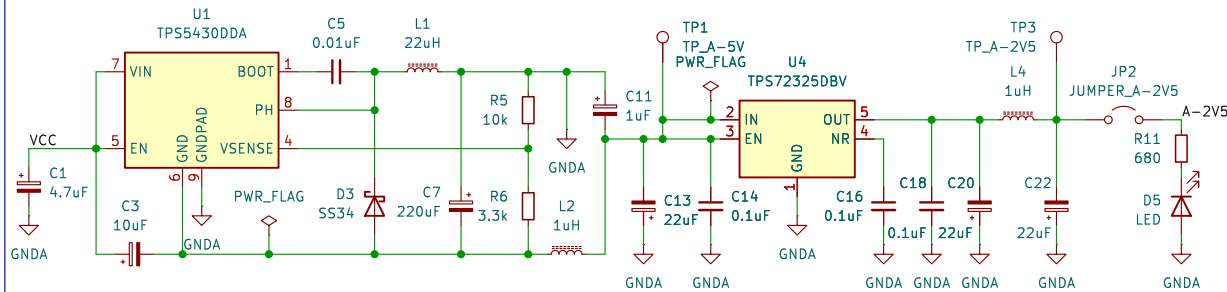 U1
TPS5430DDA
VIN
BOOT
PH
EN
VSENSE
GND
GNDPAD
7
5
1
8
4
6
9
VCC
C1
4.7uF
GNDA
C3
10uF
GNDA
PWR_FLAG
C5
0.01uF
L1
22uH
D3
SS34
C7
220uF
R5
10k
R6
3.3k
GNDA
L2
1uH
C11
1uF
TP1
TP_A-5V
PWR_FLAG
U4
TPS72325DBV
IN
EN
OUT
NR
GND
2
3
5
4
1
C13
22uF
GNDA
C14
0.1uF
GNDA
GNDA
C16
0.1uF
GNDA
C18
0.1uF
GNDA
C20
22uF
GNDA
L4
1uH
TP3
TP_A-2V5
C22
22uF
GNDA
JP2
JUMPER_A-2V5
A-2V5
R11
680
D5
LED
GNDA